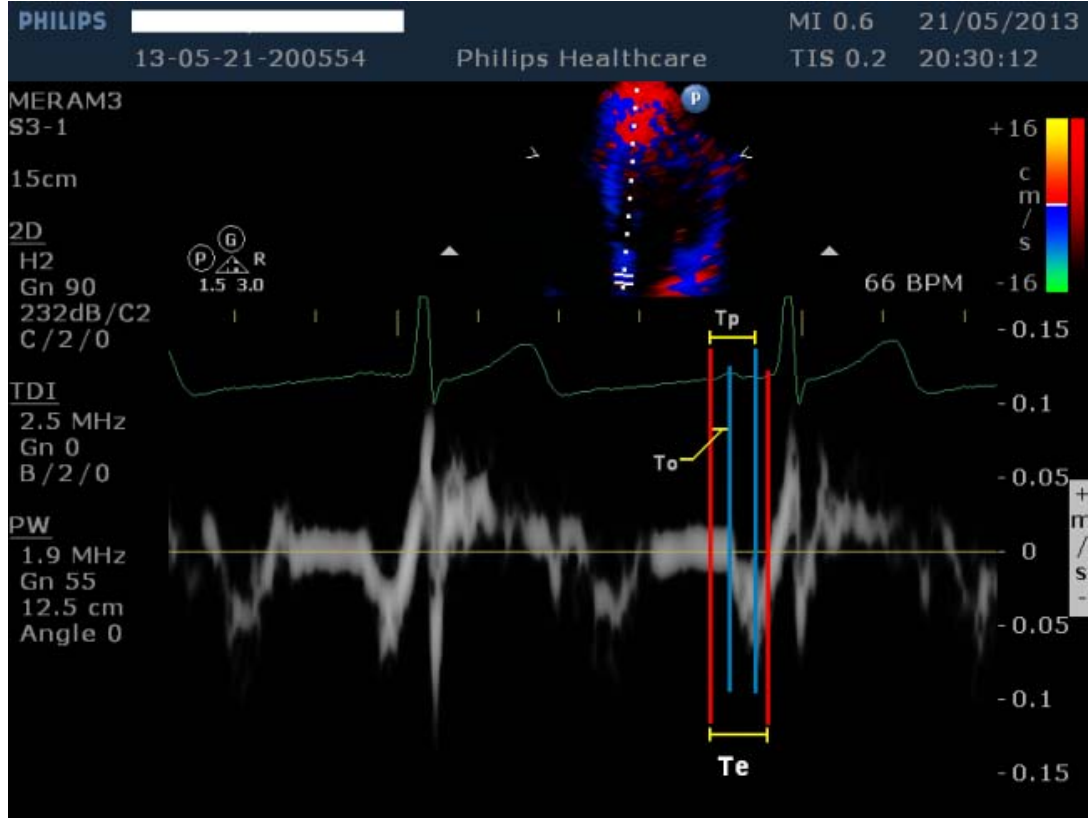 PHILIPS
MI 0.6 21/05/2013
13-05-21-200554 Philips Healthcare TIS 0.2 20:30:12
MERAM3
S3-1
15cm
2D
H2
Gn 90
232dB/C2
C/2/0
TDI
2.5 MHz
Gn 0
B/2/0
PW
1.9 MHz
Gn 55
12.5 cm
Angle 0
P
G
P R
1.5 3.0
+16
c
m
/
s
-16
66 BPM
Tp
To
Te
- 0.15
- 0.1
- 0.05
- 0
- 0.05
- 0.1
- 0.15
+
m
/
s
-